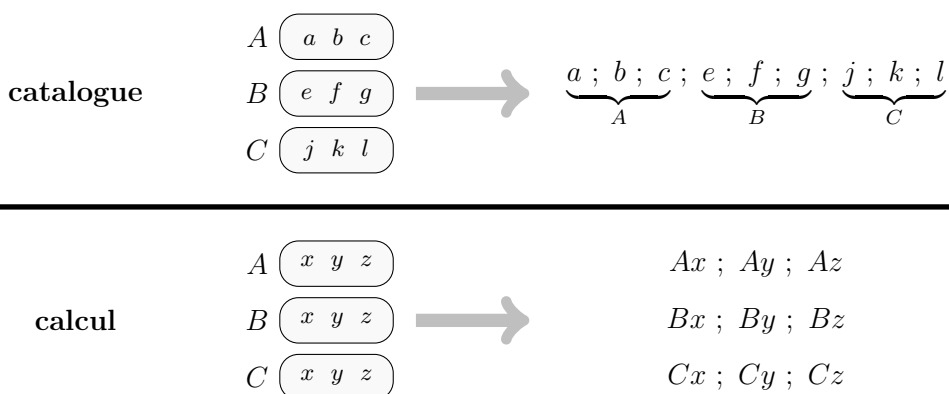 A a b c
catalogue B e f g a ; b ; c ; e ; f ; g ; j ; k ; l
A B C
C j k l
A x y z Ax ; Ay ; Az
calcul B x y z Bx ; By ; Bz
C x y z Cx ; Cy ; Cz